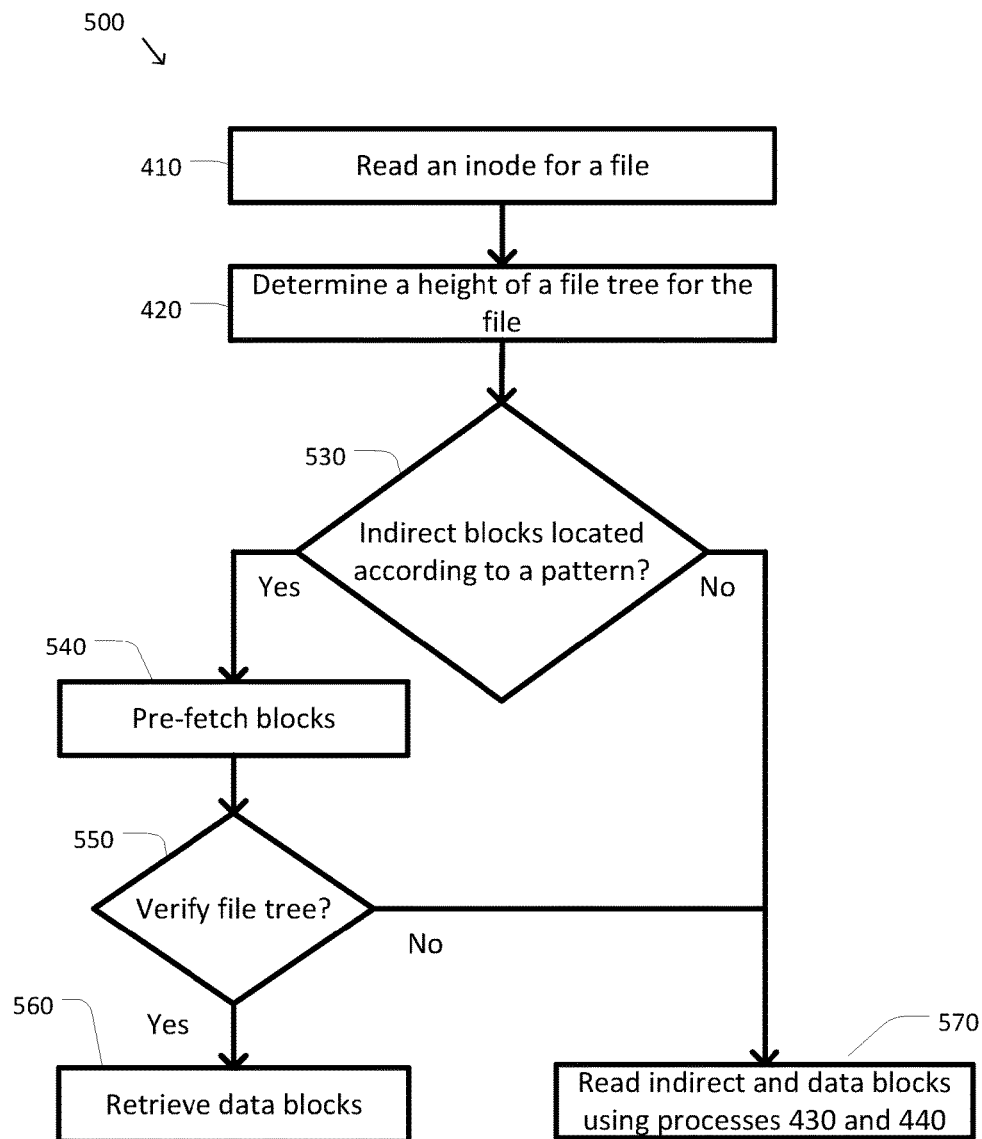 500
410
Read an inode for a file
420
Determine a height of a file tree for the
file
530
Indirect blocks located
according to a pattern?
Yes
No
540
Pre-fetch blocks
550
Verify file tree?
No
560
Yes
570
Retrieve data blocks
Read indirect and data blocks
using processes 430 and 440